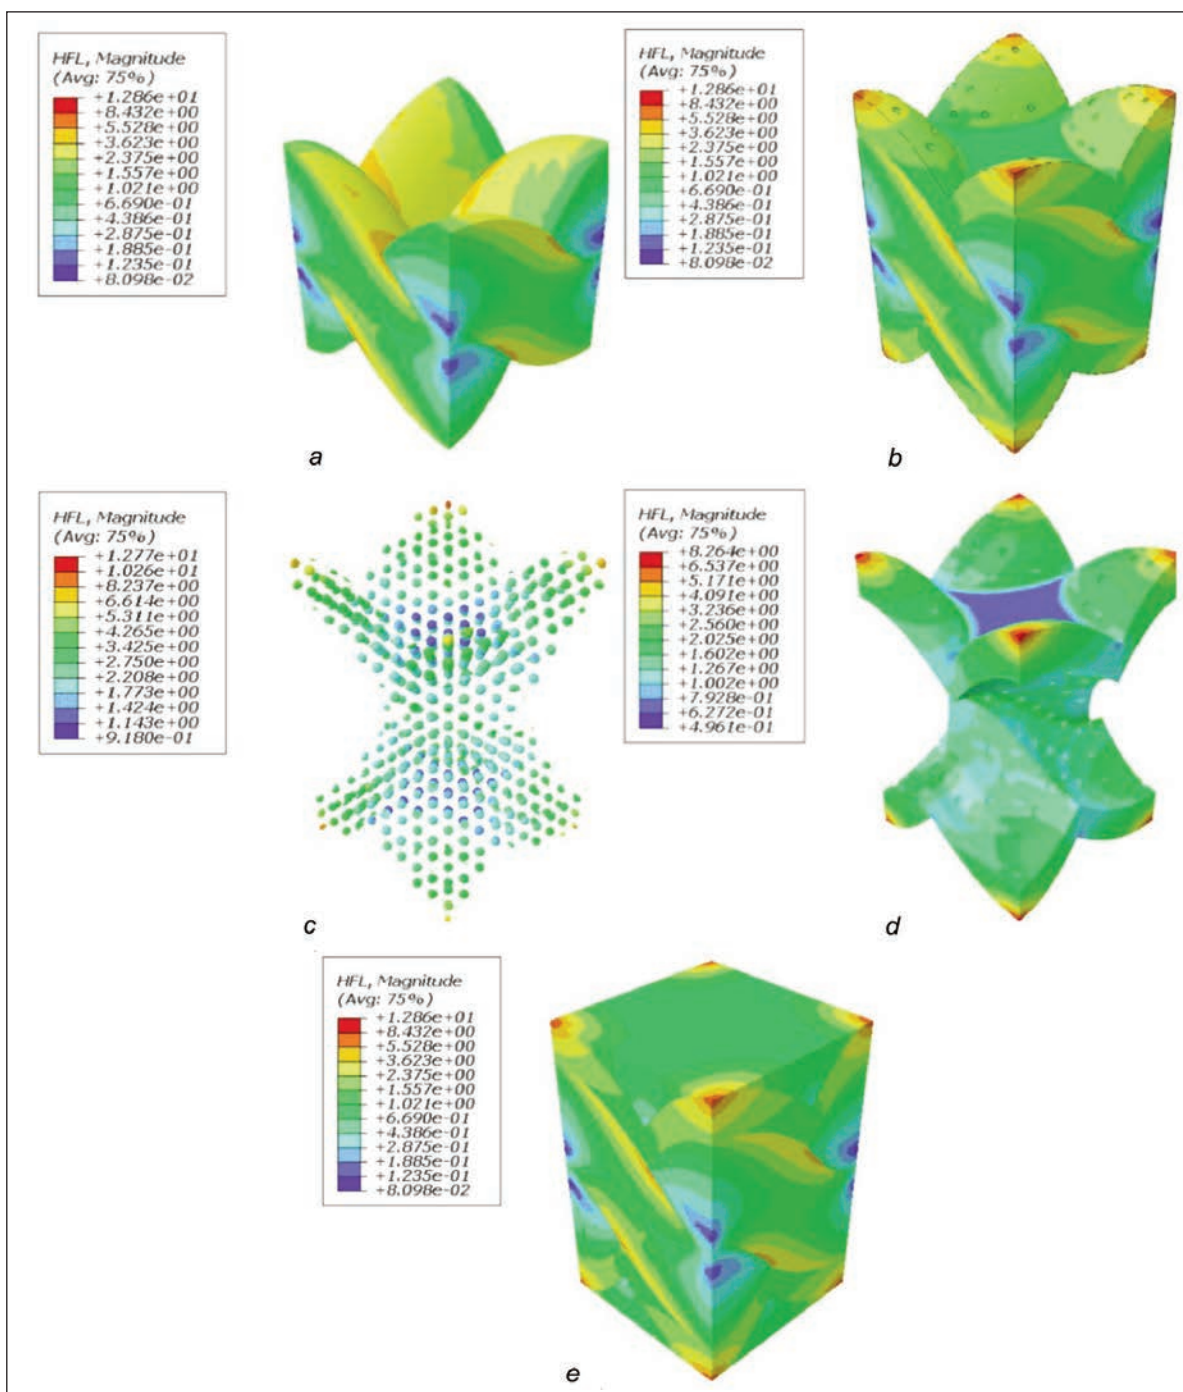 HFL, Magnitude
(Avg: 75%)
+1.286e+01
+8.432e+00
+5.528e+00
+3.623e+00
+2.375e+00
+1.557e+00
+1.021e+00
+6.690e-01
+4.386e-01
+2.875e-01
+1.885e-01
+1.235e-01
+8.098e-02
a
HFL, Magnitude
(Avg: 75%)
+1.286e+01
+8.432e+00
+5.528e+00
+3.623e+00
+2.375e+00
+1.557e+00
+1.021e+00
+6.690e-01
+4.386e-01
+2.875e-01
+1.885e-01
+1.235e-01
+8.098e-02
b
HFL, Magnitude
(Avg: 75%)
+1.277e+01
+1.026e+01
+8.237e+00
+6.614e+00
+5.311e+00
+4.265e+00
+3.425e+00
+2.750e+00
+2.208e+00
+1.773e+00
+1.424e+00
+1.143e+00
+9.180e-01
c
HFL, Magnitude
(Avg: 75%)
+8.264e+00
+6.537e+00
+5.171e+00
+4.091e+00
+3.236e+00
+2.560e+00
+2.025e+00
+1.602e+00
+1.267e+00
+1.002e+00
+7.928e-01
+6.272e-01
+4.961e-01
d
HFL, Magnitude
(Avg: 75%)
+1.286e+01
+8.432e+00
+5.528e+00
+3.623e+00
+2.375e+00
+1.557e+00
+1.021e+00
+6.690e-01
+4.386e-01
+2.875e-01
+1.885e-01
+1.235e-01
+8.098e-02
e